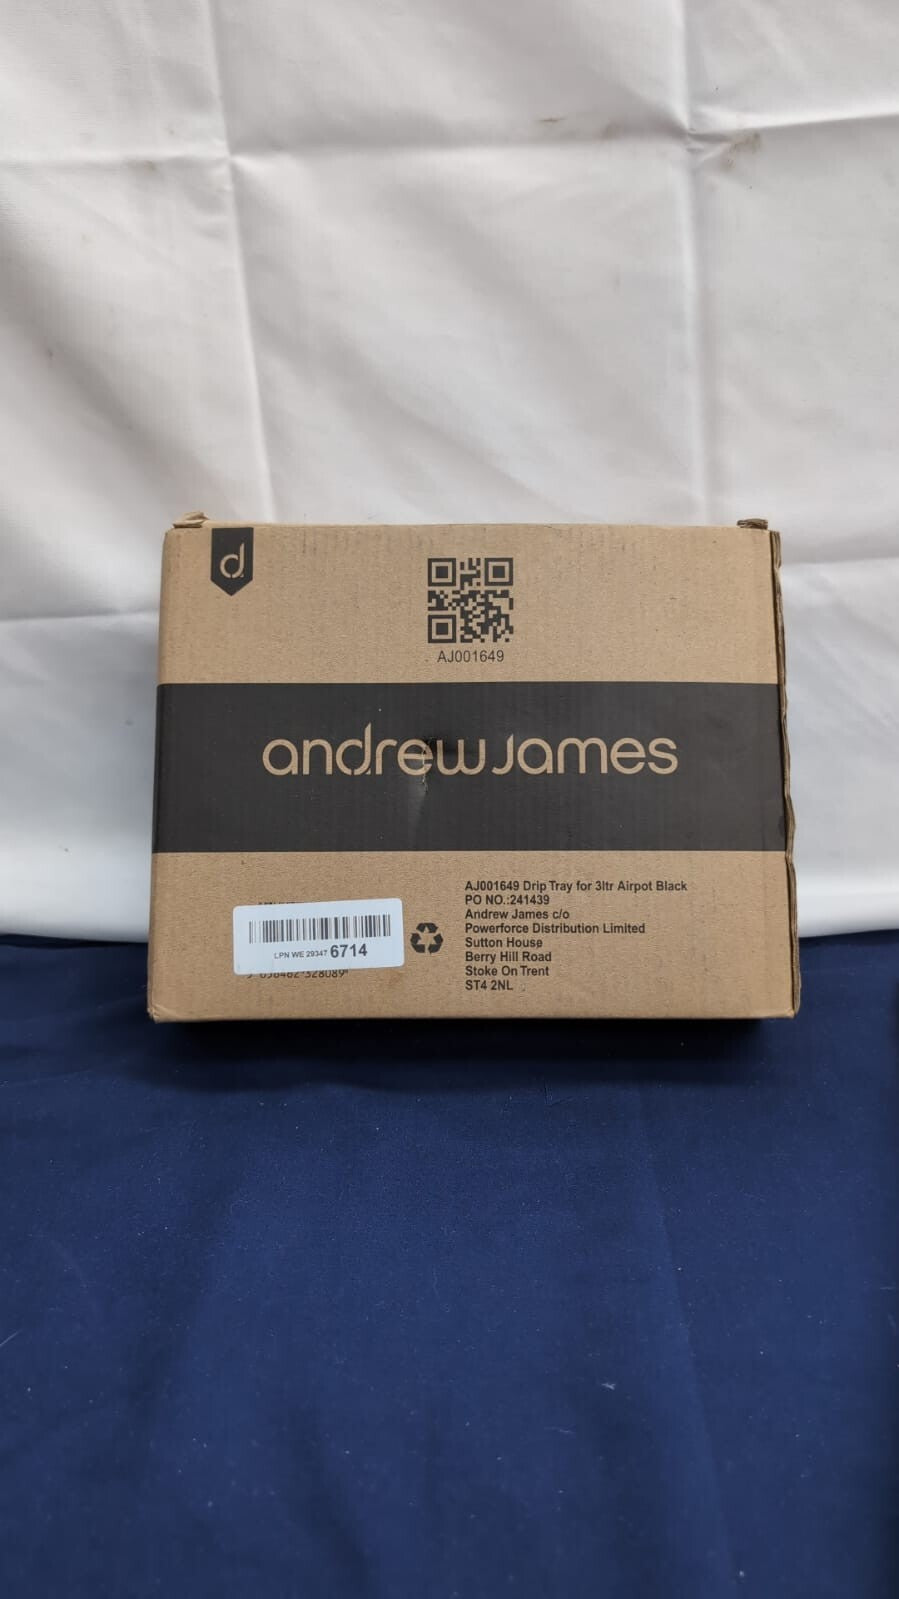 d
AJ001649
andrew James
AJ001649 Drip Tray for 3ltr Airpot Black
PO NO.:241439
Andrew James c/o
Powerforce Distribution Limited
Sutton House
Berry Hill Road
Stoke On Trent
ST4 2NL
LPN WE 29347 6714
328089